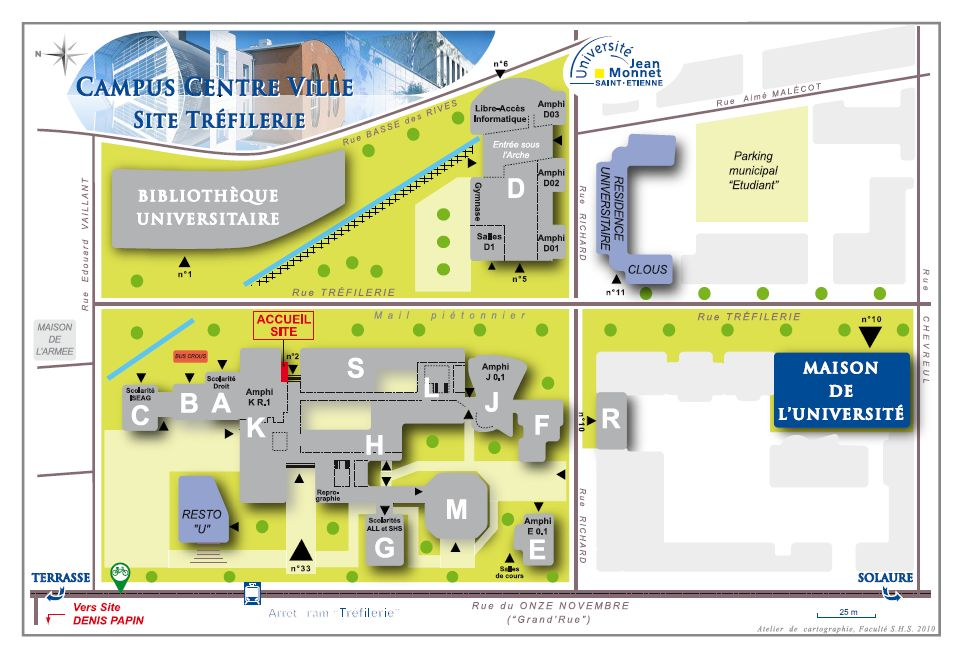 N
CAMPUS CENTRE VILLE
SITE TRÉFILERIE
Université
Jean
Monnet
SAINT-ETIENNE
n°6
Rue Aimé MALÉCOT
Rue BASSE des RIVES
Libre-Accès
Informatique
Amphi
D03
Entrée sous
l'Arche
Amphi
D02
D
Gymnase
Salles
D1
Amphi
D01
n°5
Rue RICHARD
RESIDENCE
UNIVERSITAIRE
CLOUS
n°11
Parking
municipal
"Etudiant"
Rue Edouard VAILLANT
BIBLIOTHÈQUE
UNIVERSITAIRE
n°1
Rue TRÉFILERIE
Mail piétonnier
Rue TRÉFILERIE
Rue CHEVREUL
MAISON
DE
L'ARMEE
ACCUEIL
SITE
n°2
BUS CROUS
Scolarité
ISEAG
C
B
Scolarité
Droit
A
Amphi
K R.1
K
S
L
Amphi
J 0.1
J
F
H
n°10
R
n°10
MAISON
DE
L'UNIVERSITÉ
RESTO
"U"
Repro-
graphie
M
Scolarités
ALL et SHS
G
Amphi
E 0.1
E
Salles
de cours
n°33
Rue RICHARD
TERRASSE
SOLAURE
Vers Site
DENIS PAPIN
Arret ram "Tréfilerie"
Rue du ONZE NOVEMBRE
("Grand'Rue")
25 m
Atelier de cartographie, Faculté S.H.S. 2010